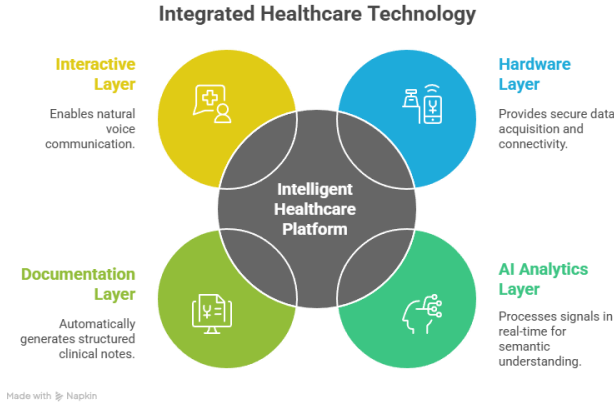 Integrated Healthcare Technology
Interactive
Layer
Enables natural
voice
communication.
Hardware
Layer
Provides secure data
acquisition and
connectivity.
Intelligent
Healthcare
Platform
Documentation
Layer
Automatically
generates structured
clinical notes.
AI Analytics
Layer
Processes signals in
real-time for
semantic
understanding.
Made with Napkin